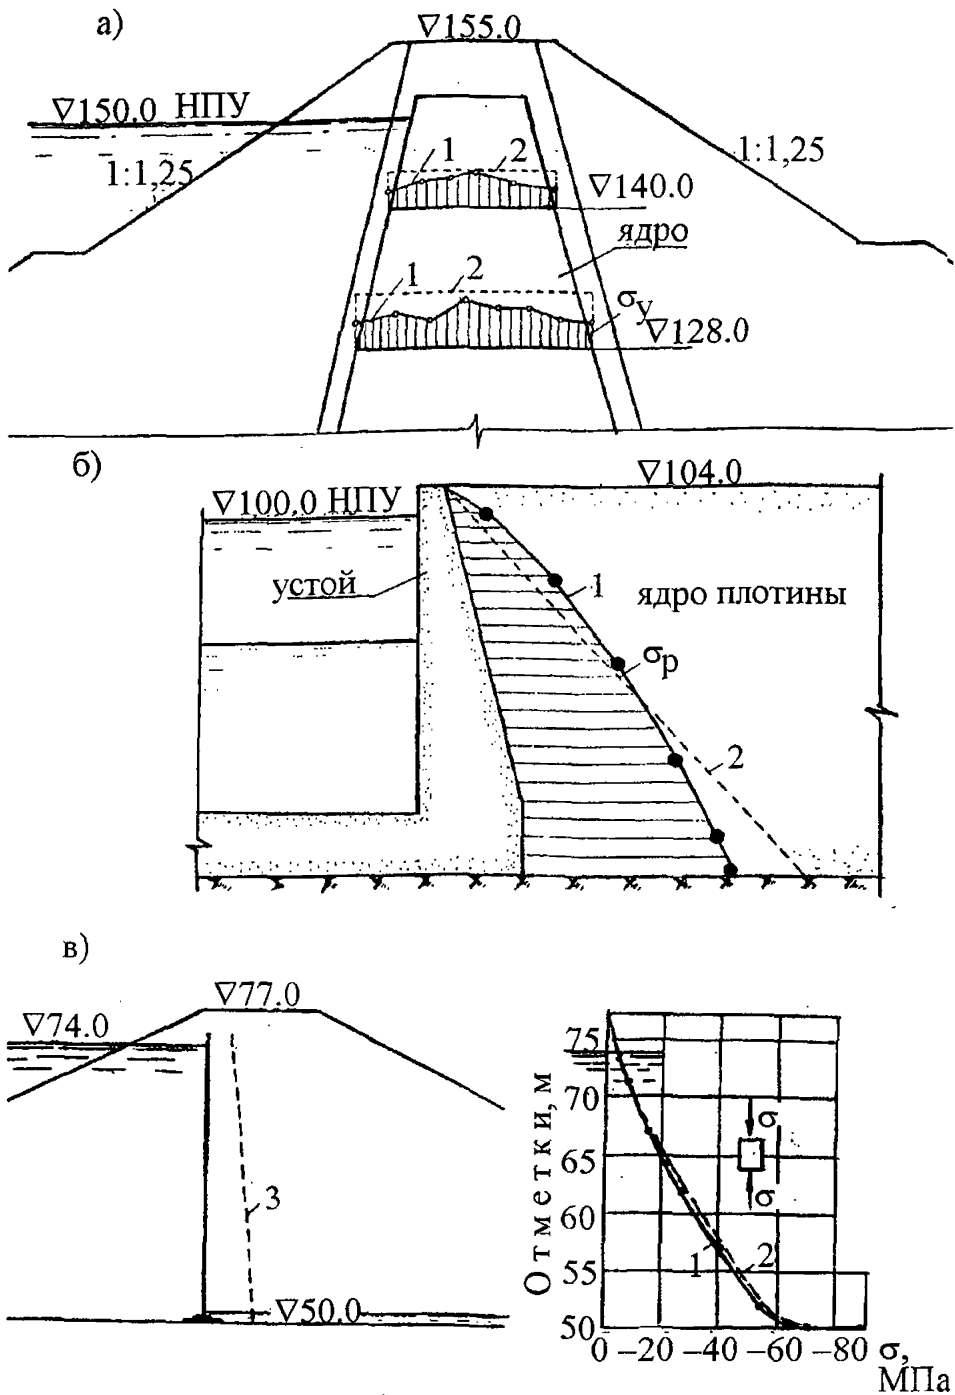 а)
▽155.0
▽150.0 НПУ
1:1,25
1:1,25
1
2
▽140.0
ядро
1
2
σу
▽128.0
б)
▽104.0
▽100.0 НПУ
устой
1
ядро плотины
σр
2
в)
▽77.0
▽74.0
3
▽50.0
75
70
65
60
55
50
Отметки, м
σ
σ
1
2
0 –20 –40 –60 –80 σ,
МПа